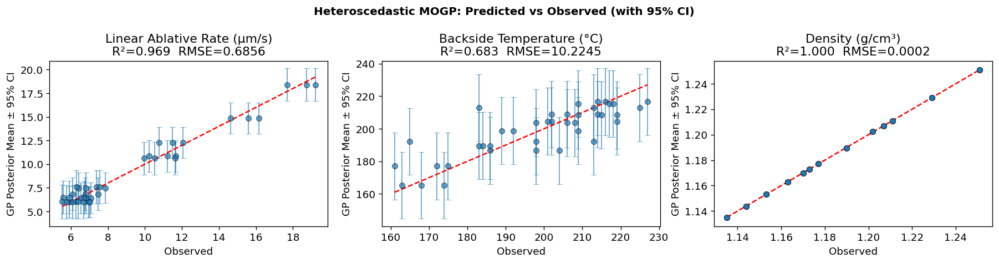 Heteroscedastic MOGP: Predicted vs Observed (with 95% CI)
Linear Ablative Rate (µm/s)
R²=0.969  RMSE=0.6856
GP Posterior Mean ± 95% CI
20.0
17.5
15.0
12.5
10.0
7.5
5.0
6 8 10 12 14 16 18
Observed
Backside Temperature (°C)
R²=0.683  RMSE=10.2245
GP Posterior Mean ± 95% CI
240
220
200
180
160
160 170 180 190 200 210 220 230
Observed
Density (g/cm³)
R²=1.000  RMSE=0.0002
GP Posterior Mean ± 95% CI
1.24
1.22
1.20
1.18
1.16
1.14
1.14 1.16 1.18 1.20 1.22 1.24
Observed